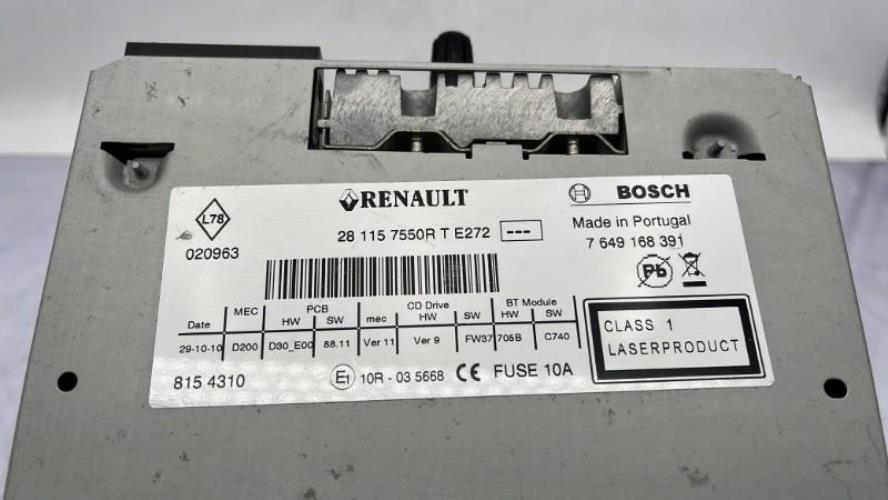 L78
020963
RENAULT
28 115 7550R T E272 ---
BOSCH
Made in Portugal
7 649 168 391
Pb
Date MEC PCB HW SW CD Drive mec HW SW BT Module HW SW
29-10-10 D200 D30_E00 88.11 Ver 11 Ver 9 FW37 705B C740
815 4310
E1 10R - 03 5668 CE FUSE 10A
CLASS 1
LASERPRODUCT